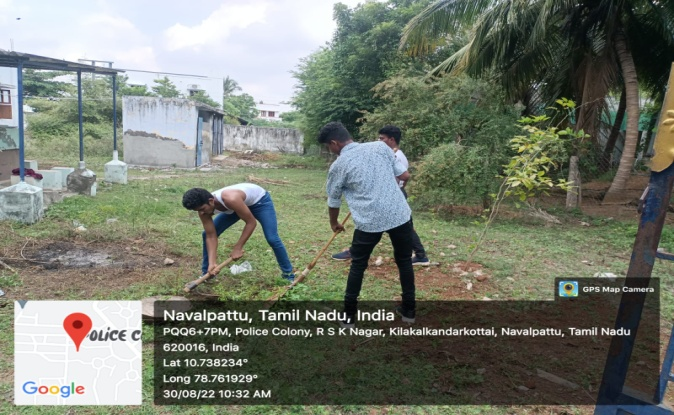 GPS Map Camera
POLICE C
Google
Navalpattu, Tamil Nadu, India
PQQ6+7PM, Police Colony, R S K Nagar, Kilakalkandarkottai, Navalpattu, Tamil Nadu
620016, India
Lat 10.738234°
Long 78.761929°
30/08/22 10:32 AM